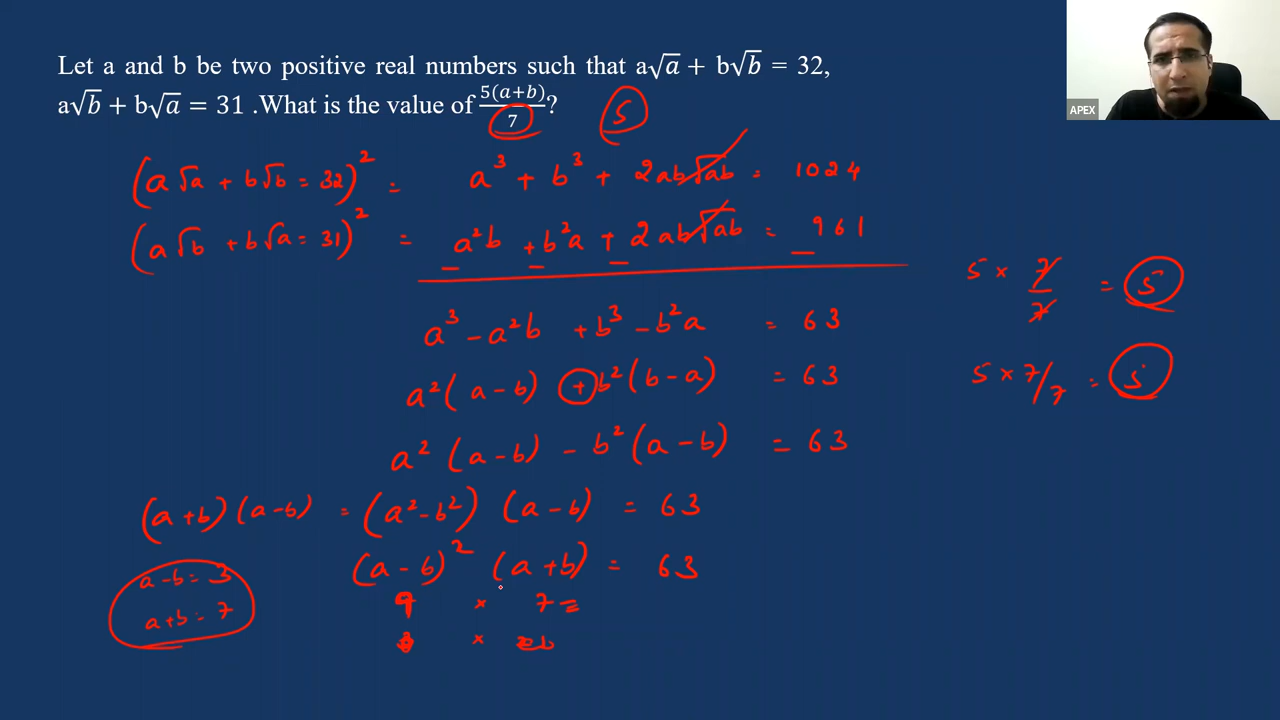 Let a and b be two positive real numbers such that a√a + b√b = 32,
a√b + b√a = 31 .What is the value of 5(a+b)/7?
5
(a√a + b√b = 32)² = a³ + b³ + 2ab√ab = 1024
(a√b + b√a = 31)² = a²b + b²a + 2ab√ab = 961
5 × 7/7 = 5
a³ - a²b + b³ - b²a = 63
a²(a-b) + b²(b-a) = 63
5 × 7/7 = 5
a²(a-b) - b²(a-b) = 63
(a+b)(a-b) = (a²-b²) (a-b) = 63
(a-b)² (a+b) = 63
a-b = 3
a+b = 7
9 × 7 =
×
APEX